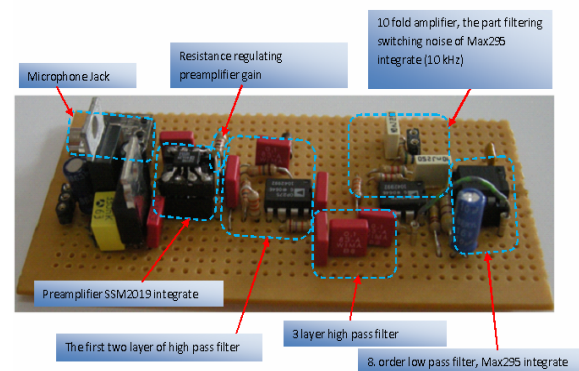 10 fold amplifier, the part filtering
switching noise of Max295
integrate (10 kHz)
Resistance regulating
preamplifier gain
Microphone Jack
Preamplifier SSM2019 integrate
The first two layer of high pass filter
3 layer high pass filter
8. order low pass filter, Max295 integrate